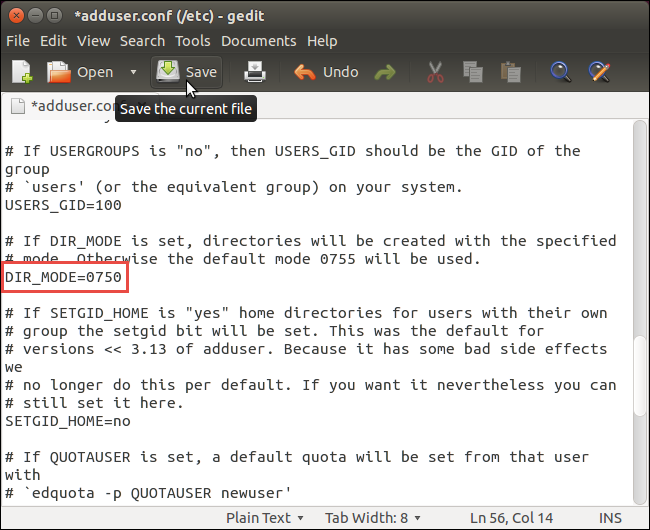 *adduser.conf (/etc) - gedit
File Edit View Search Tools Documents Help
Open Save Undo
*adduser.con
Save the current file
# If USERGROUPS is "no", then USERS_GID should be the GID of the
group
# `users' (or the equivalent group) on your system.
USERS_GID=100
# If DIR_MODE is set, directories will be created with the specified
# mode. Otherwise the default mode 0755 will be used.
DIR_MODE=0750
# If SETGID_HOME is "yes" home directories for users with their own
# group the setgid bit will be set. This was the default for
# versions << 3.13 of adduser. Because it has some bad side effects
we
# no longer do this per default. If you want it nevertheless you can
# still set it here.
SETGID_HOME=no
# If QUOTAUSER is set, a default quota will be set from that user
with
# `edquota -p QUOTAUSER newuser'
Plain Text Tab Width: 8 Ln 56, Col 14 INS